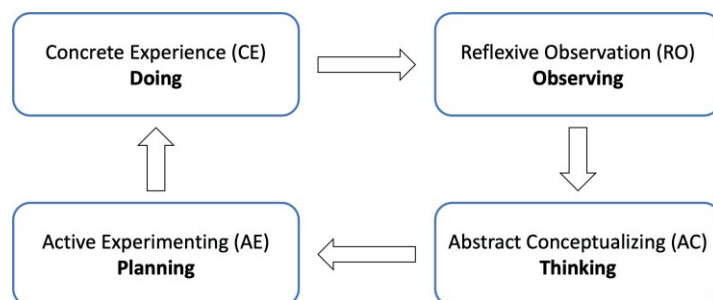 Concrete Experience (CE)
Doing
Reflexive Observation (RO)
Observing
Active Experimenting (AE)
Planning
Abstract Conceptualizing (AC)
Thinking